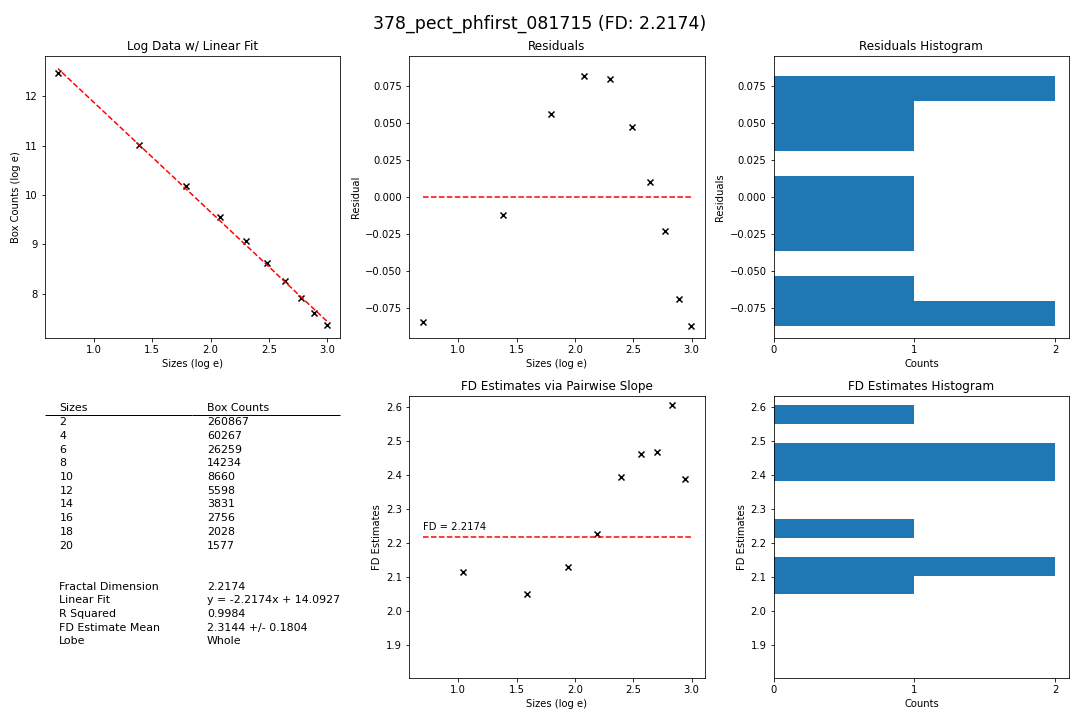 378_pect_phfirst_081715 (FD: 2.2174)
Log Data w/ Linear Fit
Box Counts (log e)
12
11
10
9
8
1.0 1.5 2.0 2.5 3.0
Sizes (log e)
Residuals
Residual
0.075
0.050
0.025
0.000
−0.025
−0.050
−0.075
1.0 1.5 2.0 2.5 3.0
Sizes (log e)
Residuals Histogram
Residuals
0.075
0.050
0.025
0.000
−0.025
−0.050
−0.075
0 1 2
Counts
Sizes Box Counts
2 260867
4 60267
6 26259
8 14234
10 8660
12 5598
14 3831
16 2756
18 2028
20 1577
Fractal Dimension 2.2174
Linear Fit y = -2.2174x + 14.0927
R Squared 0.9984
FD Estimate Mean 2.3144 +/- 0.1804
Lobe Whole
FD Estimates via Pairwise Slope
FD Estimates
2.6
2.5
2.4
2.3
2.2
2.1
2.0
1.9
FD = 2.2174
1.0 1.5 2.0 2.5 3.0
Sizes (log e)
FD Estimates Histogram
FD Estimates
2.6
2.5
2.4
2.3
2.2
2.1
2.0
1.9
0 1 2
Counts